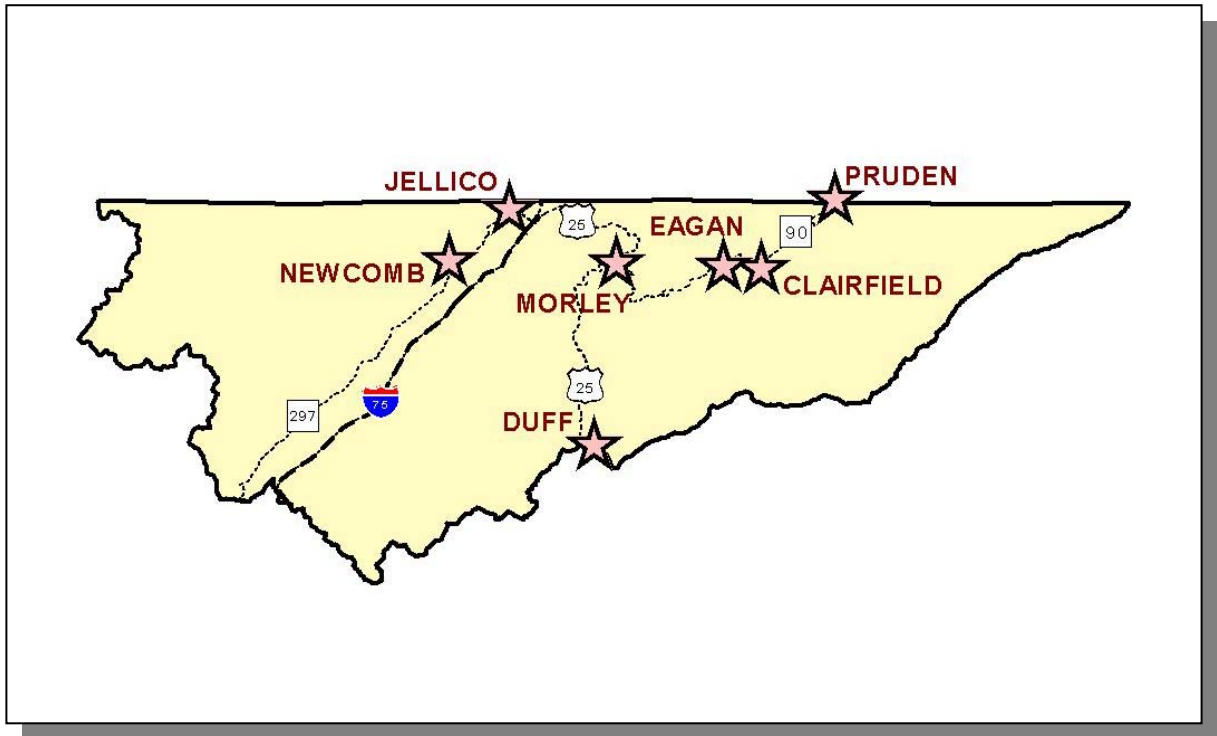 PRUDEN
JELLICO
25
EAGAN
90
NEWCOMB
CLAIRFIELD
MORLEY
25
75
297
DUFF